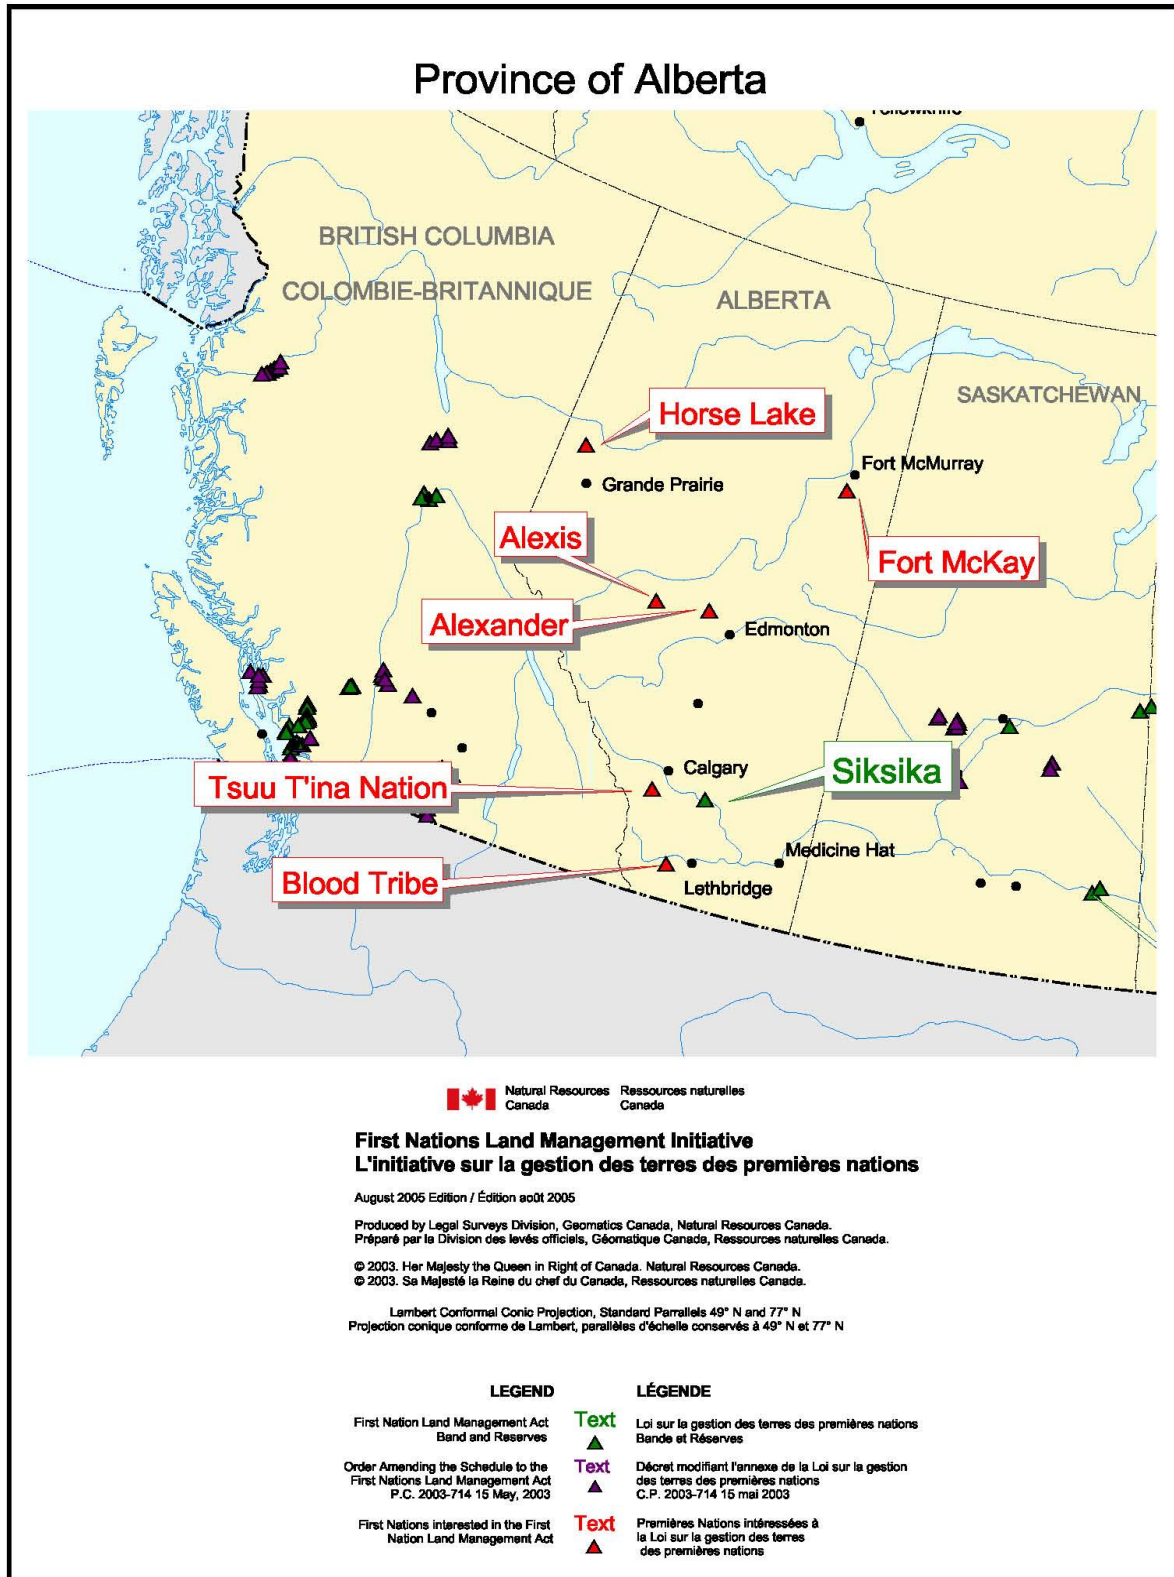 Province of Alberta
Yellowknife
BRITISH COLUMBIA
COLOMBIE-BRITANNIQUE
ALBERTA
SASKATCHEWAN
Horse Lake
Grande Prairie
Fort McMurray
Alexis
Fort McKay
Alexander
Edmonton
Calgary
Siksika
Tsuu T'ina Nation
Medicine Hat
Blood Tribe
Lethbridge
Natural Resources Ressources naturelles
Canada Canada
First Nations Land Management Initiative
L'initiative sur la gestion des terres des premières nations
August 2005 Edition / Édition août 2005
Produced by Legal Surveys Division, Geomatics Canada, Natural Resources Canada.
Préparé par la Division des levés officiels, Géomatique Canada, Ressources naturelles Canada.
© 2003. Her Majesty the Queen in Right of Canada. Natural Resources Canada.
© 2003. Sa Majesté la Reine du chef du Canada, Ressources naturelles Canada.
Lambert Conformal Conic Projection, Standard Parrallels 49° N and 77° N
Projection conique conforme de Lambert, parallèles d'échelle conservés à 49° N et 77° N
LEGEND LÉGENDE
First Nation Land Management Act Text Loi sur la gestion des terres des premières nations
Band and Reserves Bande et Réserves
Order Amending the Schedule to the Text Décret modifiant l'annexe de la Loi sur la gestion
First Nations Land Management Act des terres des premières nations
P.C. 2003-714 15 May, 2003 C.P. 2003-714 15 mai 2003
First Nations interested in the First Text Premières Nations intéressées à
Nation Land Management Act la Loi sur la gestion des terres
des premières nations